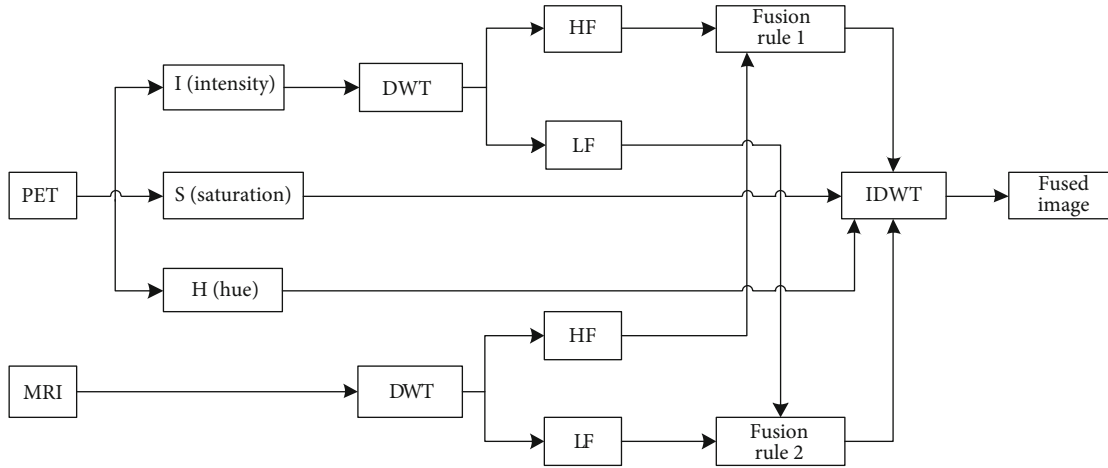 HF
Fusion
rule 1
I (intensity)
DWT
LF
PET
S (saturation)
IDWT
Fused
image
H (hue)
HF
MRI
DWT
LF
Fusion
rule 2